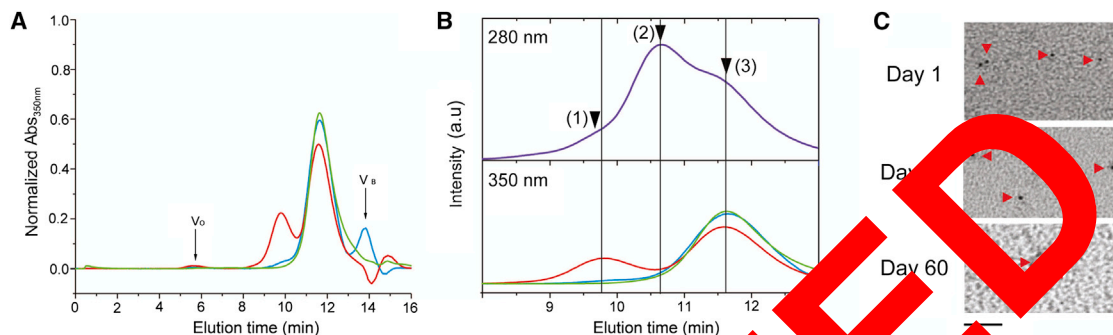 A
Normalized Abs350nm
0.350
0.8
0.6
0.4
0.2
0.0
Vo
VB
0 2 4 6 8 10 12 14 16
Elution time (min)
B
280 nm
(1)
(2)
(3)
350 nm
Intensity (a.u)
9 10 11 12
Elution time (min)
C
Day 1
Day 60